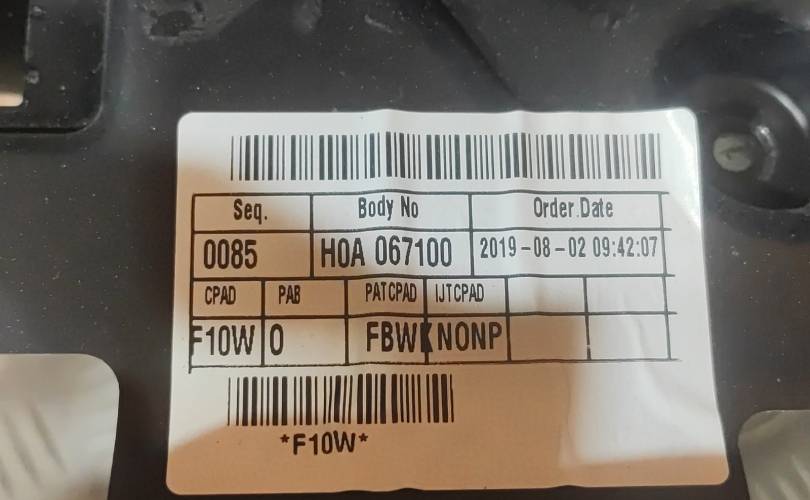 Seq. Body No Order.Date
0085 H0A 067100 2019-08-02 09:42:07
CPAD PAB PATCPAD IJTCPAD
F10W 0 FBWK NONP
*F10W*